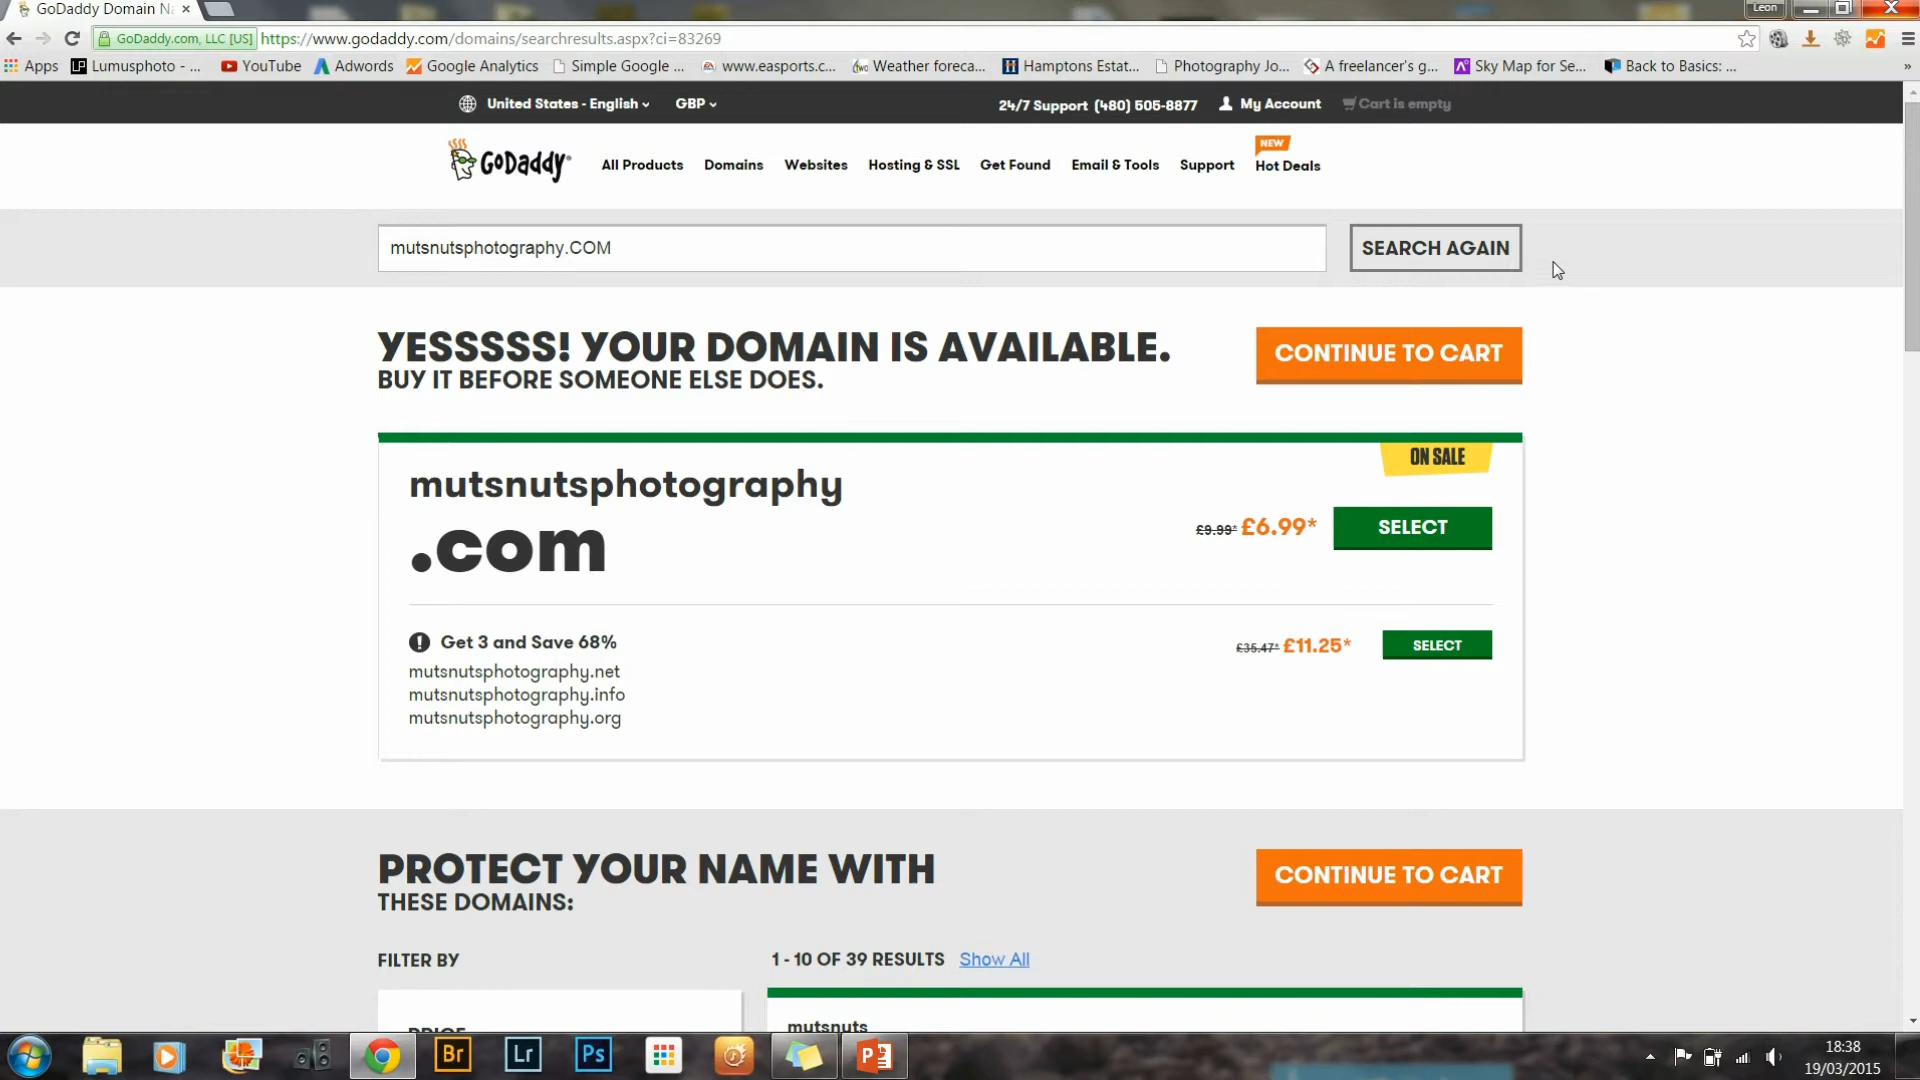 GoDaddy Domain Na
Leon
GoDaddy.com, LLC [US] https://www.godaddy.com/domains/searchresults.aspx?ci=83269
Apps Lumusphoto - ... YouTube Adwords Google Analytics Simple Google ... www.easports.c... Weather foreca... Hamptons Estat... Photography Jo... A freelancer's g... Sky Map for Se... Back to Basics: ... »
United States - English GBP 24/7 Support (480) 505-8877 My Account Cart is empty
NEW
GoDaddy All Products Domains Websites Hosting & SSL Get Found Email & Tools Support Hot Deals
mutsnutsphotography.COM SEARCH AGAIN
YESSSSS! YOUR DOMAIN IS AVAILABLE. CONTINUE TO CART
BUY IT BEFORE SOMEONE ELSE DOES.
ON SALE
mutsnutsphotography
.com £9.99* £6.99* SELECT
Get 3 and Save 68% £35.47* £11.25* SELECT
mutsnutsphotography.net
mutsnutsphotography.info
mutsnutsphotography.org
PROTECT YOUR NAME WITH CONTINUE TO CART
THESE DOMAINS:
FILTER BY 1 - 10 OF 39 RESULTS Show All
PRICE mutsnuts
Br Lr Ps P 18:38
19/03/2015